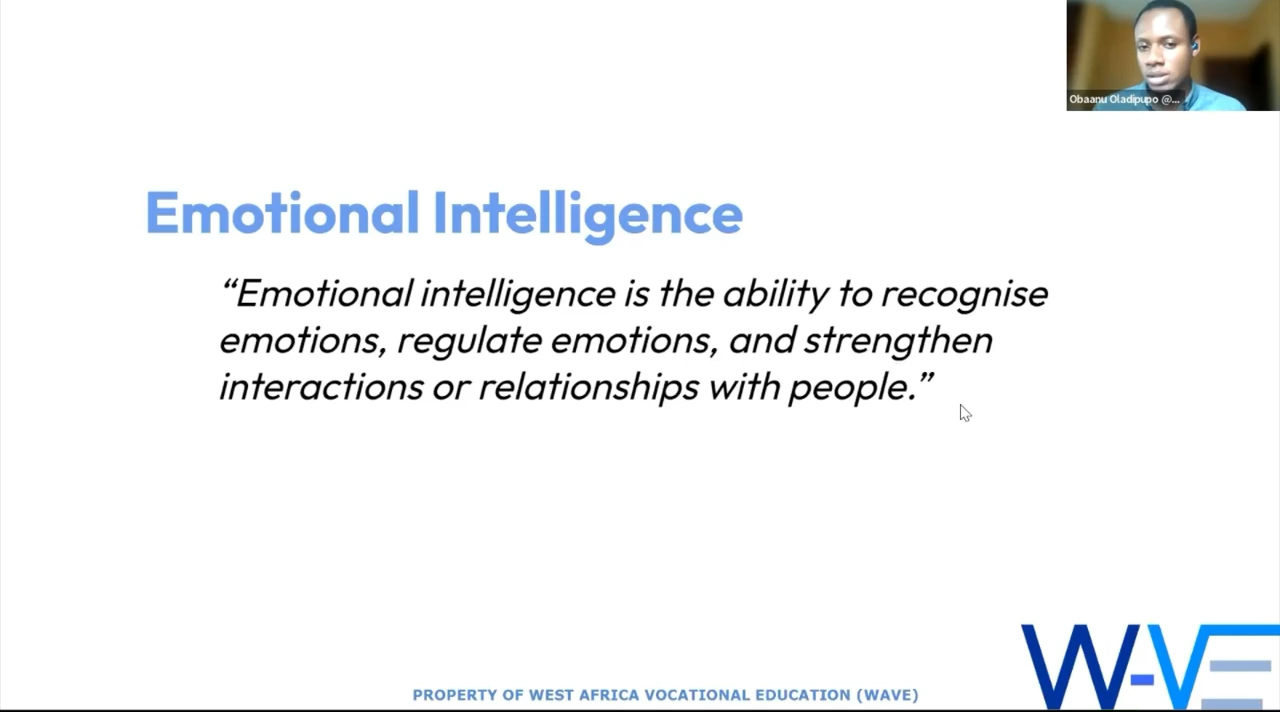 Obaanu Oladipupo @...
Emotional Intelligence
“Emotional intelligence is the ability to recognise
emotions, regulate emotions, and strengthen
interactions or relationships with people.”
W-VE
PROPERTY OF WEST AFRICA VOCATIONAL EDUCATION (WAVE)